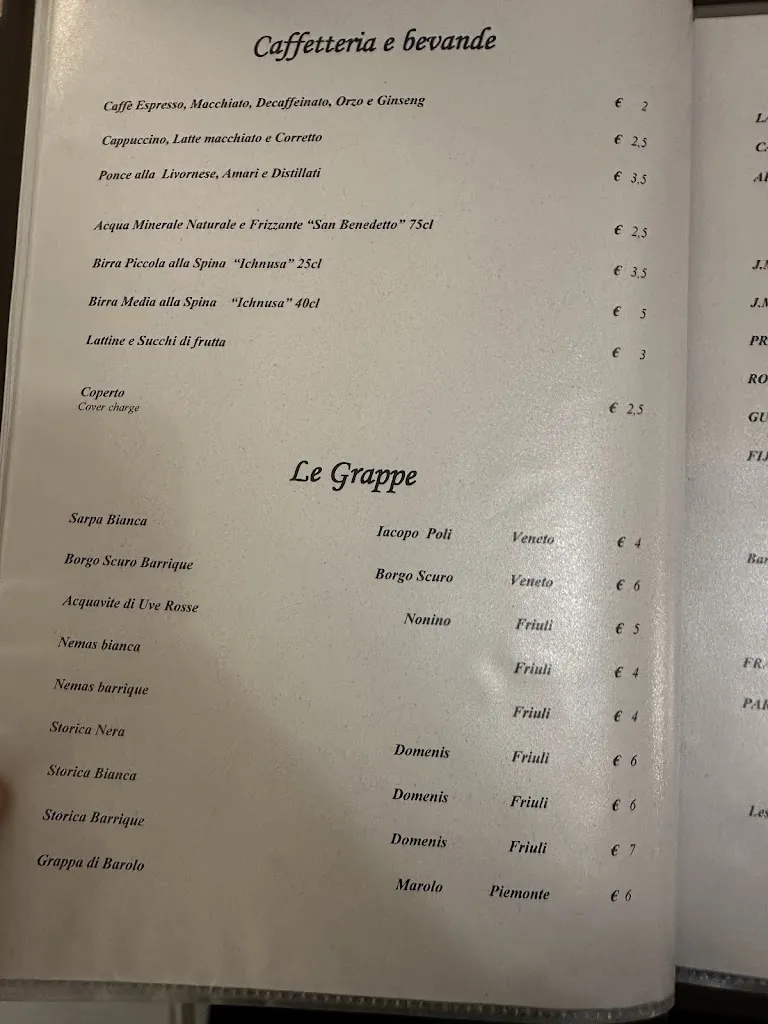 Caffetteria e bevande
Caffè Espresso, Macchiato, Decaffeinato, Orzo e Ginseng € 2
Cappuccino, Latte macchiato e Corretto € 2,5
Ponce alla Livornese, Amari e Distillati € 3,5
Acqua Minerale Naturale e Frizzante “San Benedetto” 75cl € 2,5
Birra Piccola alla Spina “Ichnusa” 25cl € 3,5
Birra Media alla Spina “Ichnusa” 40cl € 5
Lattine e Succhi di frutta € 3
Coperto
Cover charge € 2,5
Le Grappe
Sarpa Bianca Iacopo Poli Veneto € 4
Borgo Scuro Barrique Borgo Scuro Veneto € 6
Acquavite di Uve Rosse Nonino Friuli € 5
Nemas bianca Friuli € 4
Nemas barrique Friuli € 4
Storica Nera Domenis Friuli € 6
Storica Bianca Domenis Friuli € 6
Storica Barrique Domenis Friuli € 7
Grappa di Barolo Marolo Piemonte € 6